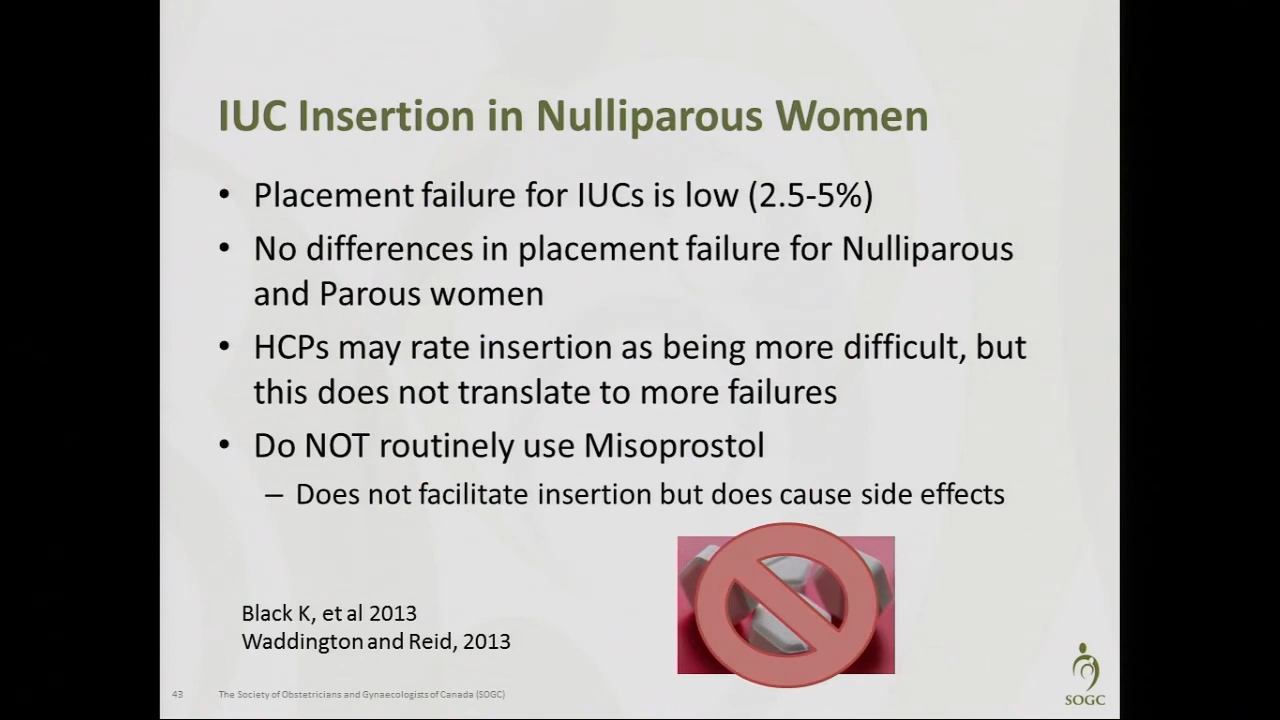 IUC Insertion in Nulliparous Women
• Placement failure for IUCs is low (2.5-5%)
• No differences in placement failure for Nulliparous
and Parous women
• HCPs may rate insertion as being more difficult, but
this does not translate to more failures
• Do NOT routinely use Misoprostol
– Does not facilitate insertion but does cause side effects
Black K, et al 2013
Waddington and Reid, 2013
43 The Society of Obstetricians and Gynaecologists of Canada (SOGC)
SOGC